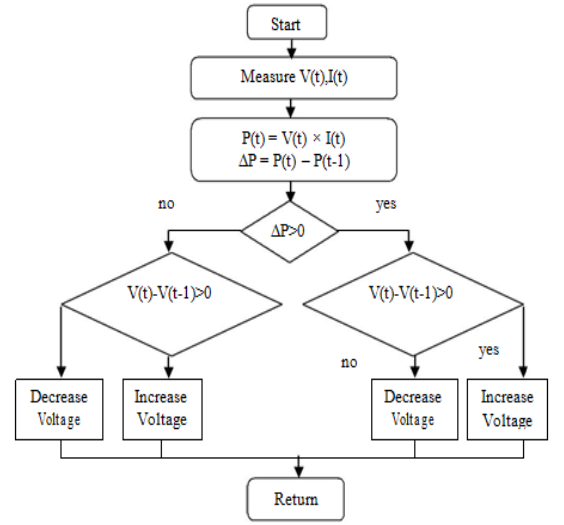 Start
Measure V(t),I(t)
P(t) = V(t) × I(t)
ΔP = P(t) – P(t-1)
no
yes
ΔP>0
V(t)-V(t-1)>0
V(t)-V(t-1)>0
no
yes
Decrease
Voltage
Increase
Voltage
Decrease
Voltage
Increase
Voltage
Return